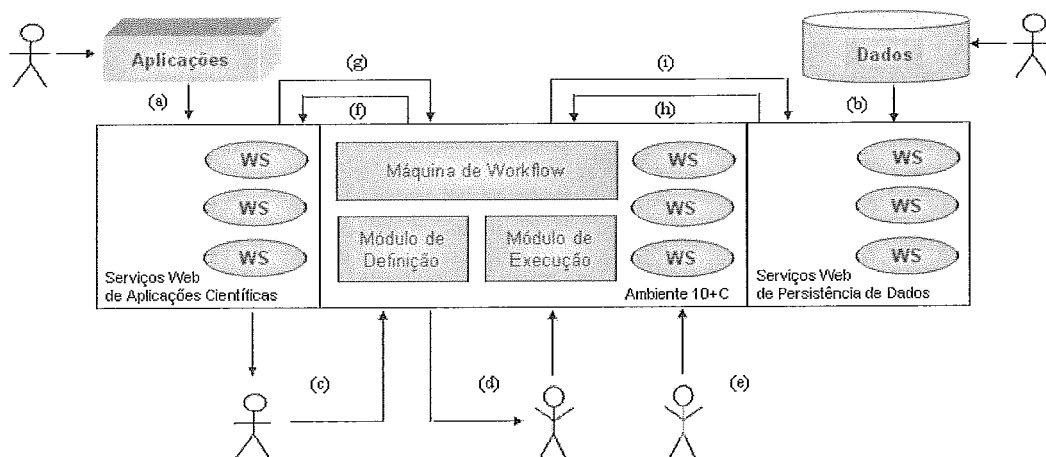 Aplicações
Dados
(a)
(g)
(f)
(i)
(h)
(b)
WS
WS
WS
Serviços Web
de Aplicações Científicas
Máquina de Workflow
Módulo de
Definição
Módulo de
Execução
WS
WS
WS
Ambiente 10+C
WS
WS
WS
Serviços Web
de Persistência de Dados
(c)
(d)
(e)